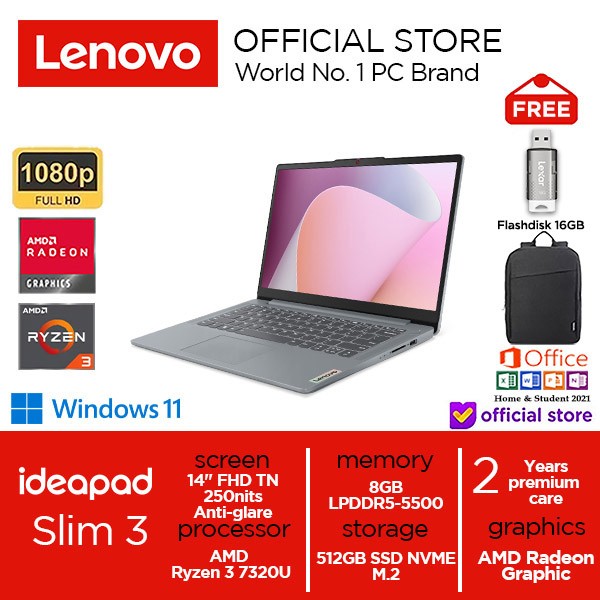 Lenovo
OFFICIAL STORE
World No. 1 PC Brand
FREE
Lexar
Flashdisk 16GB
1080p
FULL HD
AMD
RADEON
GRAPHICS
AMD
RYZEN
3
Windows 11
Lenovo
Office
Home & Student 2021
official store
ideapad
Slim 3
screen
14" FHD TN
250nits
Anti-glare
processor
AMD
Ryzen 3 7320U
memory
8GB
LPDDR5-5500
storage
512GB SSD NVME
M.2
2 Years
premium
care
graphics
AMD Radeon
Graphic